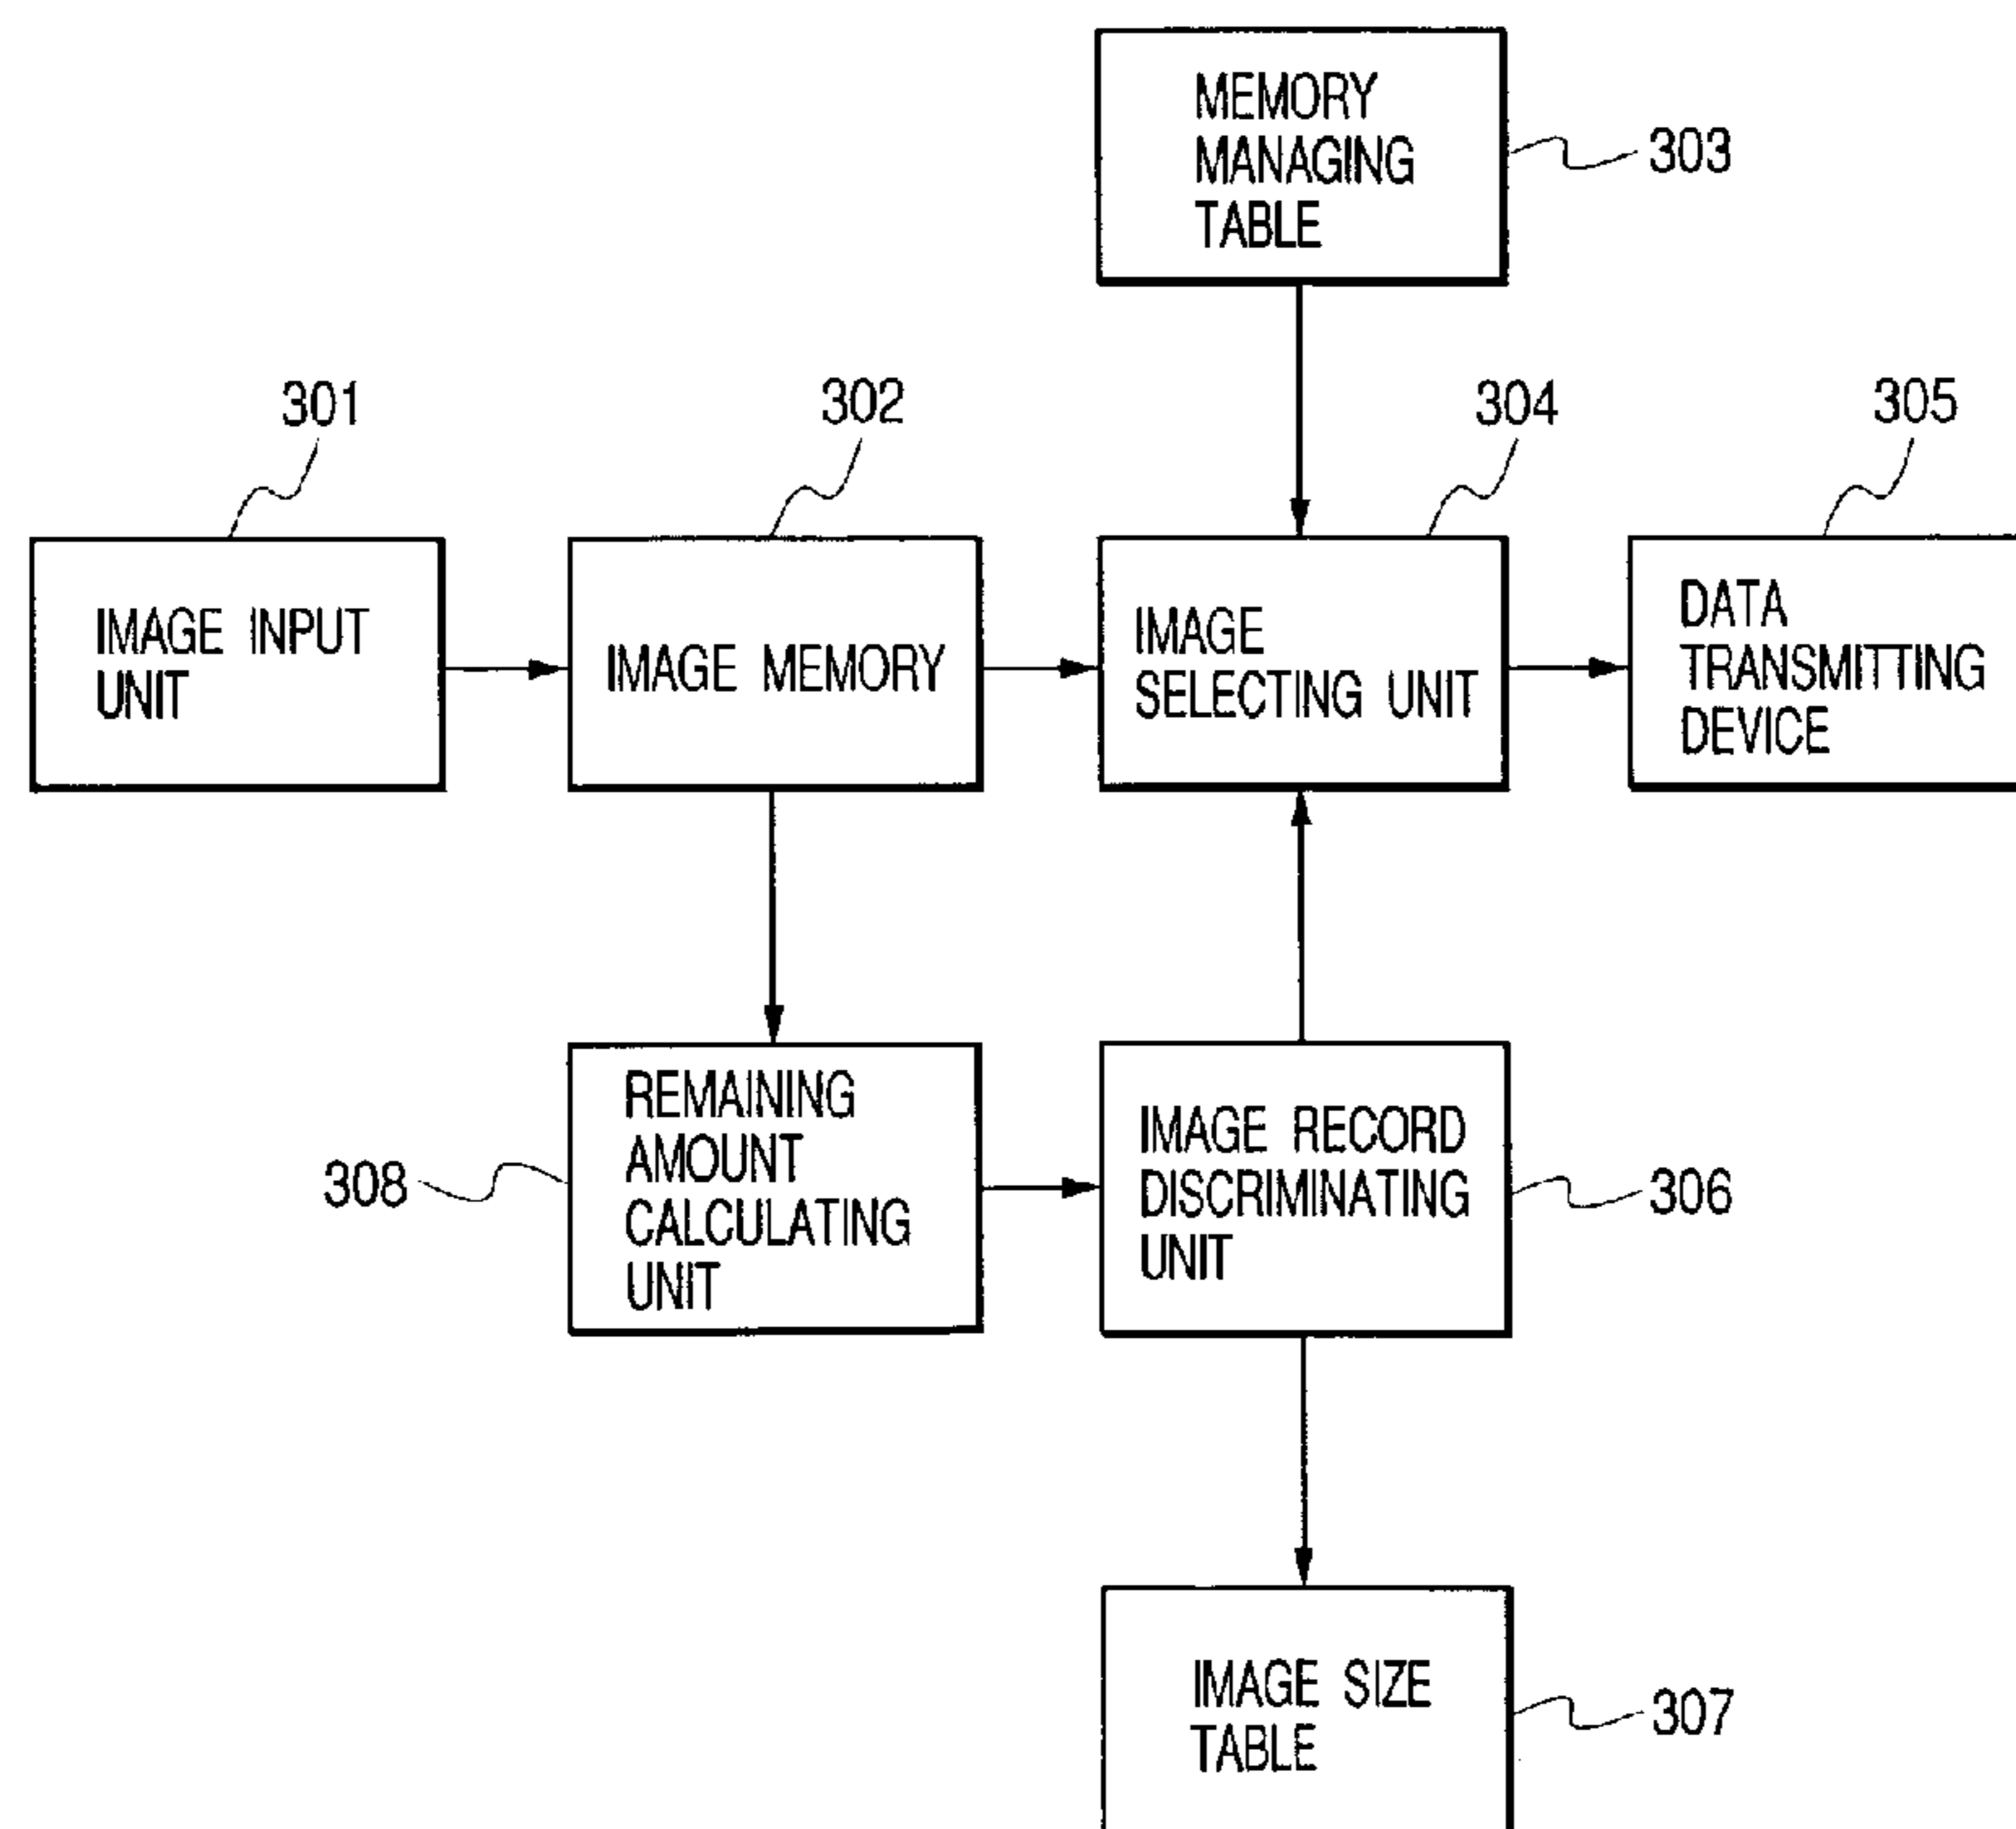 MEMORY
MANAGING
TABLE
303
301
302
304
305
IMAGE INPUT
UNIT
IMAGE MEMORY
IMAGE
SELECTING UNIT
DATA
TRANSMITTING
DEVICE
308
REMAINING
AMOUNT
CALCULATING
UNIT
IMAGE RECORD
DISCRIMINATING
UNIT
306
IMAGE SIZE
TABLE
307